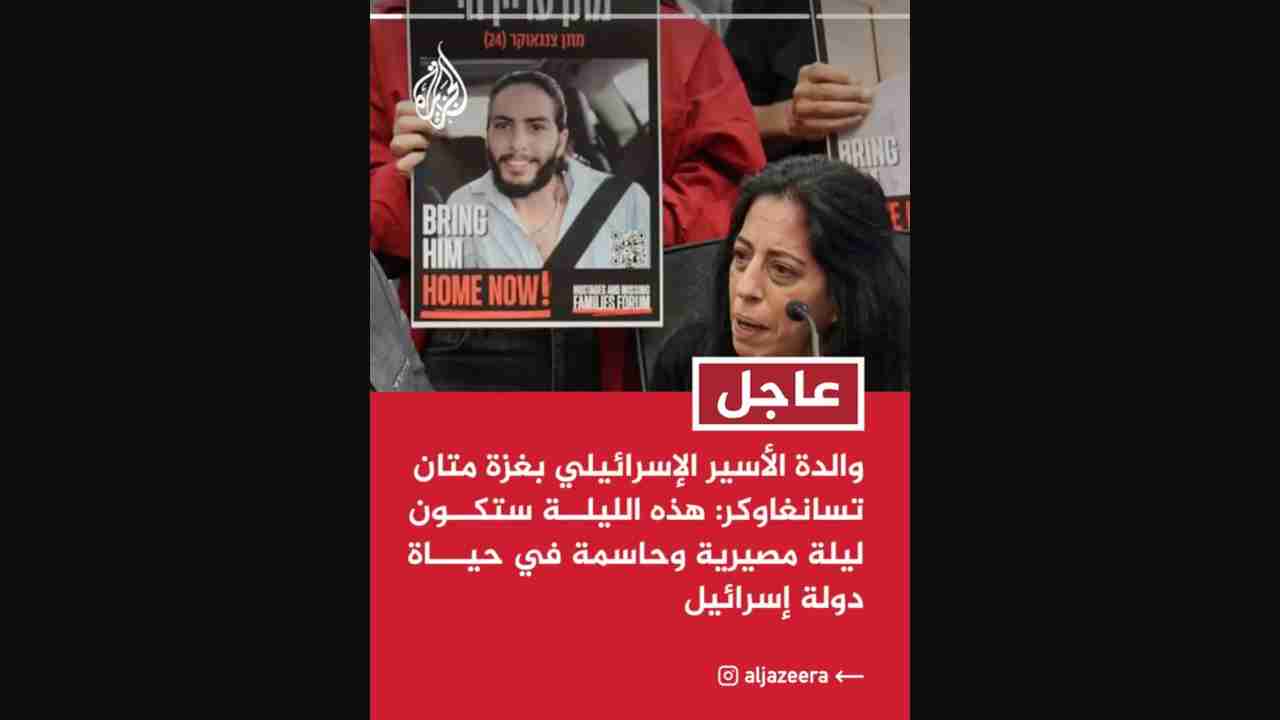 מתן צנגאוקר (24)
الجزيرة
BRING
HIM
HOME NOW!
HOSTAGES AND MISSING
FAMILIES FORUM
BRING
عاجل
والدة الأسير الإسرائيلي بغزة متان
تسانغاوكر: هذه الليلة ستكون
ليلة مصيرية وحاسمة في حياة
دولة إسرائيل
aljazeera